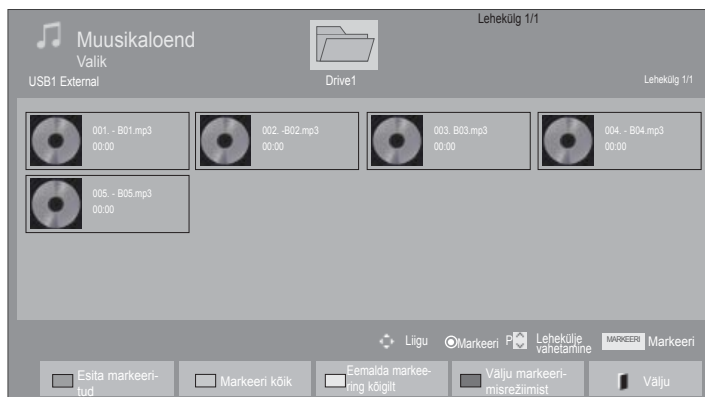 Lehekülg 1/1
Muusikaloend
Valik
USB1 External
Drive1
Lehekülg 1/1
001. - B01.mp3
00:00
002. -B02.mp3
00:00
003. B03.mp3
00:00
004. - B04.mp3
00:00
005. - B05.mp3
00:00
Liigu
Markeeri
P
Lehekülje
vahetamine
MARKEERI
Markeeri
Esita markeeri-
tud
Markeeri kõik
Eemalda markee-
ring kõigilt
Välju markeeri-
misrežiimist
Välju